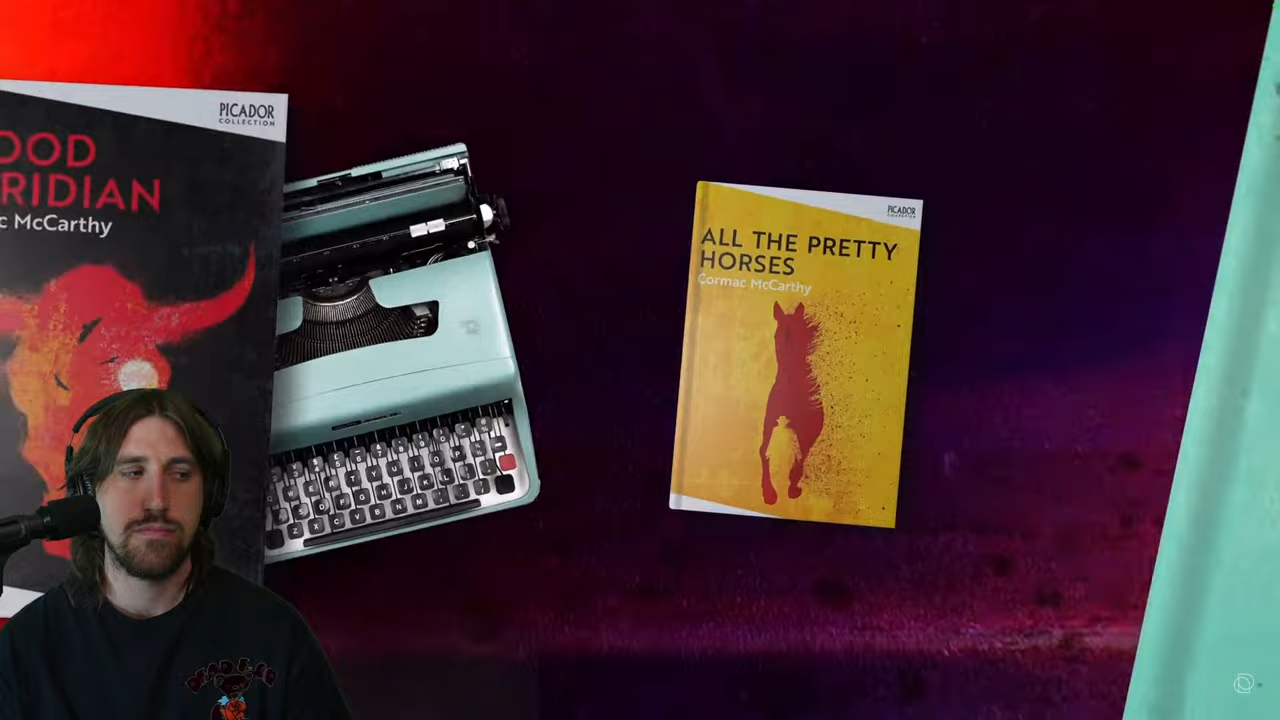 PICADOR
COLLECTION
OOD
RIDIAN
c McCarthy
PICADOR
COLLECTION
ALL THE PRETTY
HORSES
Cormac McCarthy